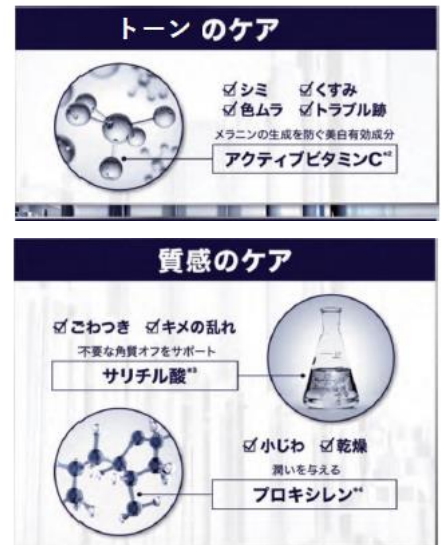 トーン のケア
☑シミ ☑くすみ
☑色ムラ ☑トラブル跡
メラニンの生成を防ぐ美白有効成分
アクティブビタミンC*2
質感のケア
☑ごわつき ☑キメの乱れ
不要な角質オフをサポート
サリチル酸*3
☑小じわ ☑乾燥
潤いを与える
プロキシレン*4